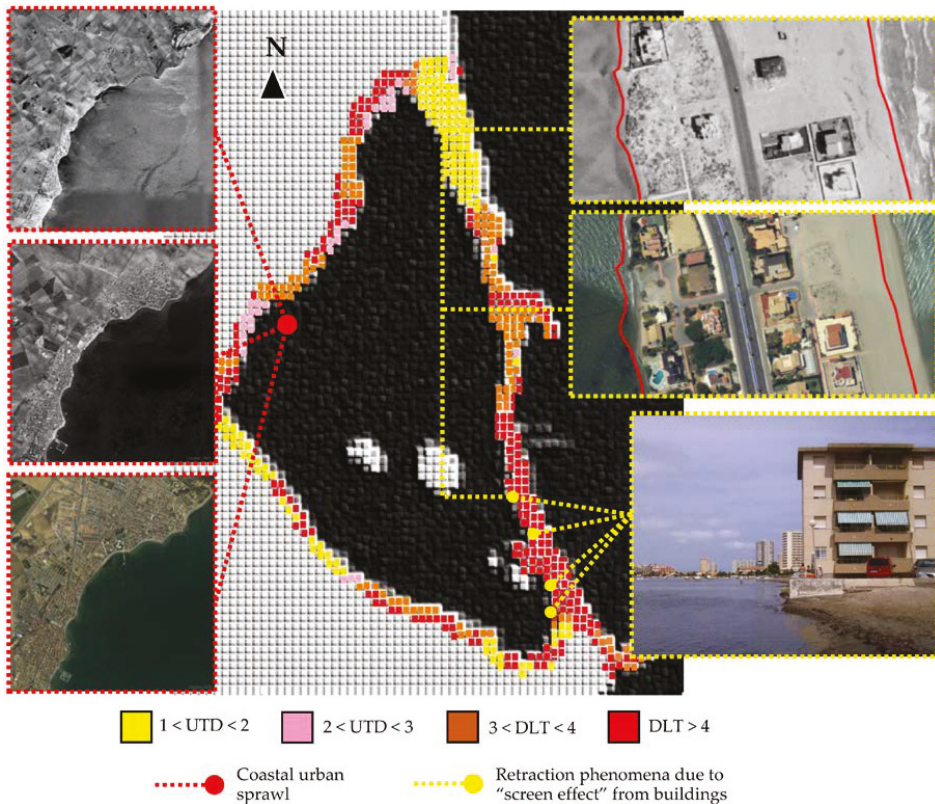 N
1 < UTD < 2
2 < UTD < 3
3 < DLT < 4
DLT > 4
Coastal urban
sprawl
Retraction phenomena due to
“screen effect” from buildings